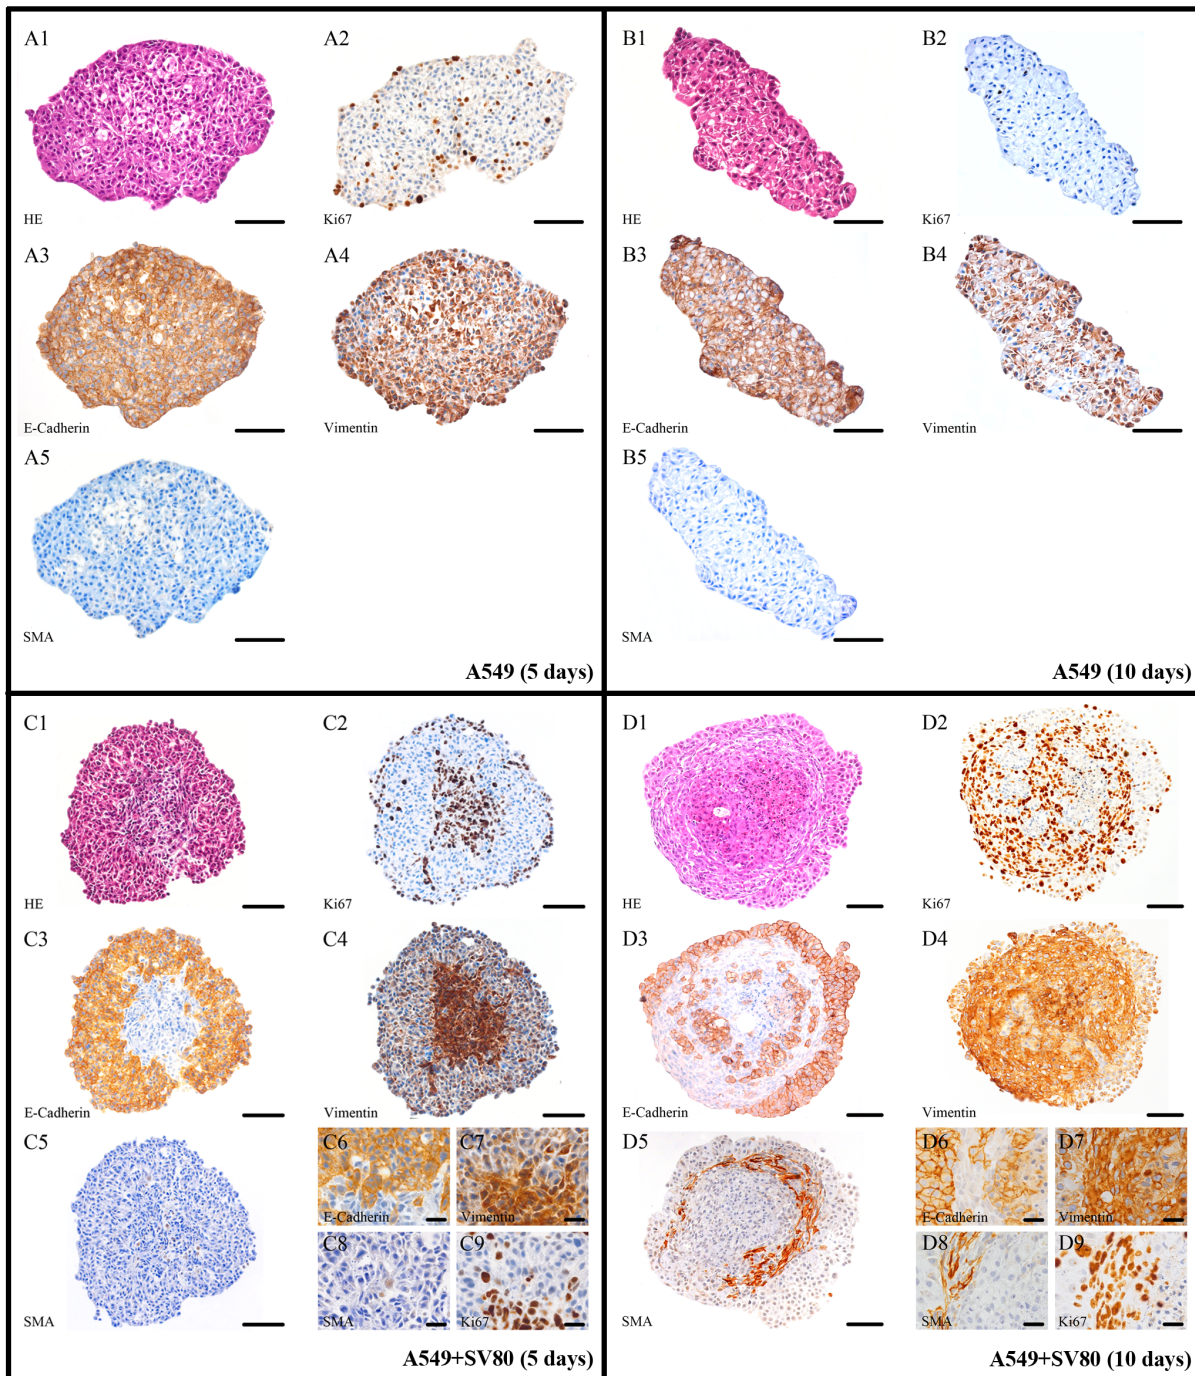 A1
HE
A2
Ki67
A3
E-Cadherin
A4
Vimentin
A5
SMA
A549 (5 days)
B1
HE
B2
Ki67
B3
E-Cadherin
B4
Vimentin
B5
SMA
A549 (10 days)
C1
HE
C2
Ki67
C3
E-Cadherin
C4
Vimentin
C5
SMA
C6
E-Cadherin
C7
Vimentin
C8
SMA
C9
Ki67
A549+SV80 (5 days)
D1
HE
D2
Ki67
D3
E-Cadherin
D4
Vimentin
D5
SMA
D6
E-Cadherin
D7
Vimentin
D8
SMA
D9
Ki67
A549+SV80 (10 days)